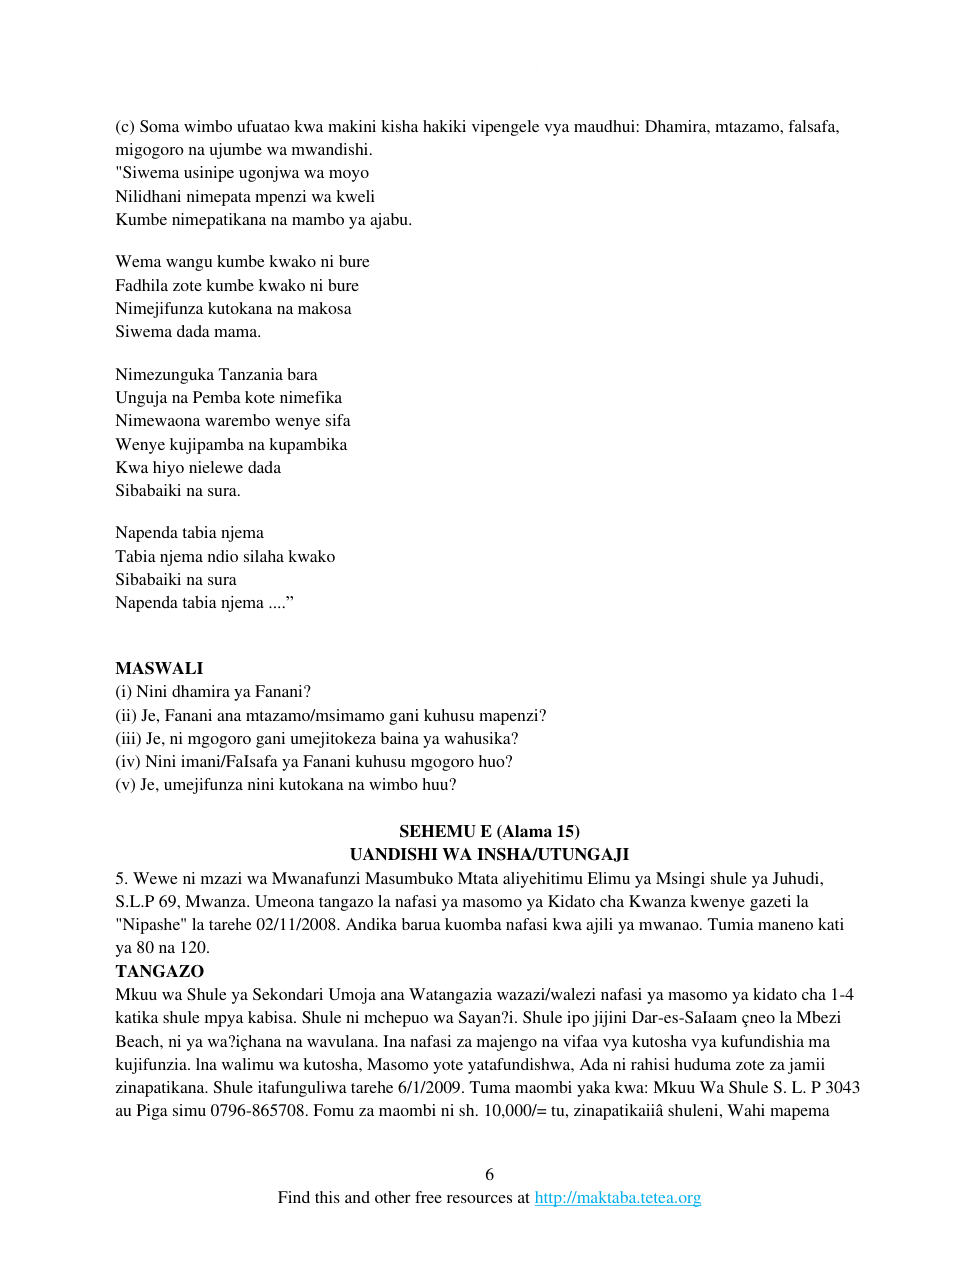 (c) Soma wimbo ufuatao kwa makini kisha hakiki vipengele vya maudhui: Dhamira, mtazamo, falsafa,
migogoro na ujumbe wa mwandishi.
"Siwema usinipe ugonjwa wa moyo
Nilidhani nimepata mpenzi wa kweli
Kumbe nimepatikana na mambo ya ajabu.
Wema wangu kumbe kwako ni bure
Fadhila zote kumbe kwako ni bure
Nimejifunza kutokana na makosa
Siwema dada mama.
Nimezunguka Tanzania bara
Unguja na Pemba kote nimefika
Nimewaona warembo wenye sifa
Wenye kujipamba na kupambika
Kwa hiyo nielewe dada
Sibabaiki na sura.
Napenda tabia njema
Tabia njema ndio silaha kwako
Sibabaiki na sura
Napenda tabia njema ....”
MASWALI
(i) Nini dhamira ya Fanani?
(ii) Je, Fanani ana mtazamo/msimamo gani kuhusu mapenzi?
(iii) Je, ni mgogoro gani umejitokeza baina ya wahusika?
(iv) Nini imani/FaIsafa ya Fanani kuhusu mgogoro huo?
(v) Je, umejifunza nini kutokana na wimbo huu?
SEHEMU E (Alama 15)
UANDISHI WA INSHA/UTUNGAJI
5. Wewe ni mzazi wa Mwanafunzi Masumbuko Mtata aliyehitimu Elimu ya Msingi shule ya Juhudi,
S.L.P 69, Mwanza. Umeona tangazo la nafasi ya masomo ya Kidato cha Kwanza kwenye gazeti la
"Nipashe" la tarehe 02/11/2008. Andika barua kuomba nafasi kwa ajili ya mwanao. Tumia maneno kati
ya 80 na 120.
TANGAZO
Mkuu wa Shule ya Sekondari Umoja ana Watangazia wazazi/walezi nafasi ya masomo ya kidato cha 1-4
katika shule mpya kabisa. Shule ni mchepuo wa Sayan?i. Shule ipo jijini Dar-es-SaIaam çneo la Mbezi
Beach, ni ya wa?içhana na wavulana. Ina nafasi za majengo na vifaa vya kutosha vya kufundishia ma
kujifunzia. lna walimu wa kutosha, Masomo yote yatafundishwa, Ada ni rahisi huduma zote za jamii
zinapatikana. Shule itafunguliwa tarehe 6/1/2009. Tuma maombi yaka kwa: Mkuu Wa Shule S. L. P 3043
au Piga simu 0796-865708. Fomu za maombi ni sh. 10,000/= tu, zinapatikaiiâ shuleni, Wahi mapema
6
Find this and other free resources at http://maktaba.tetea.org